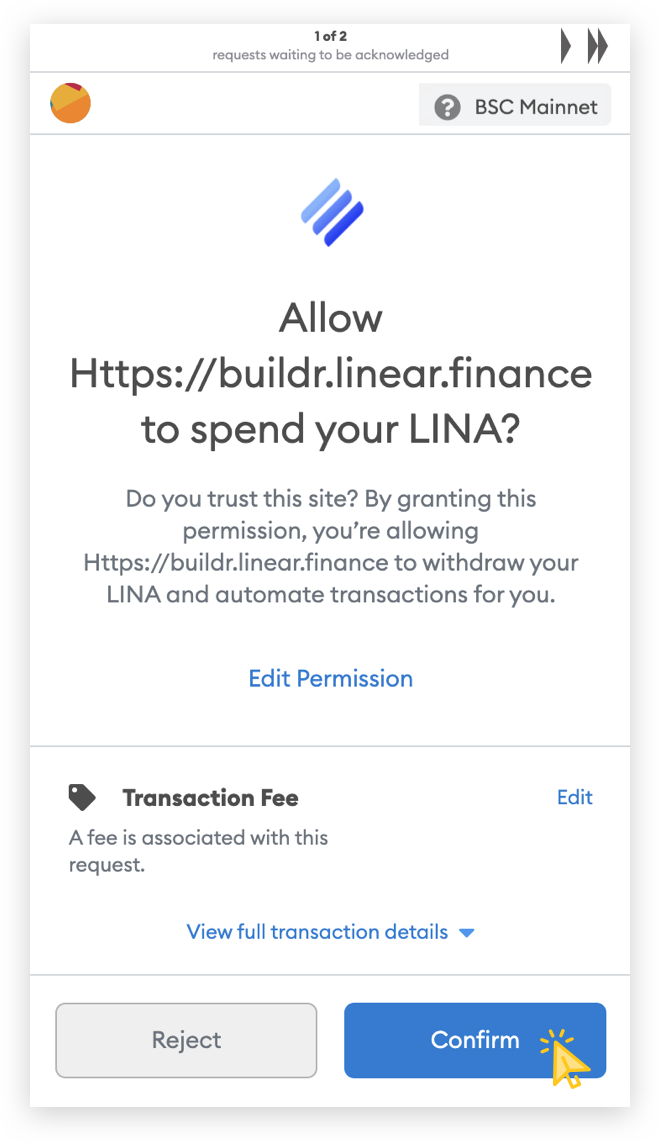 1 of 2
requests waiting to be acknowledged
? BSC Mainnet
Allow
Https://buildr.linear.finance
to spend your LINA?
Do you trust this site? By granting this
permission, you’re allowing
Https://buildr.linear.finance to withdraw your
LINA and automate transactions for you.
Edit Permission
Transaction Fee Edit
A fee is associated with this
request.
View full transaction details
Reject Confirm